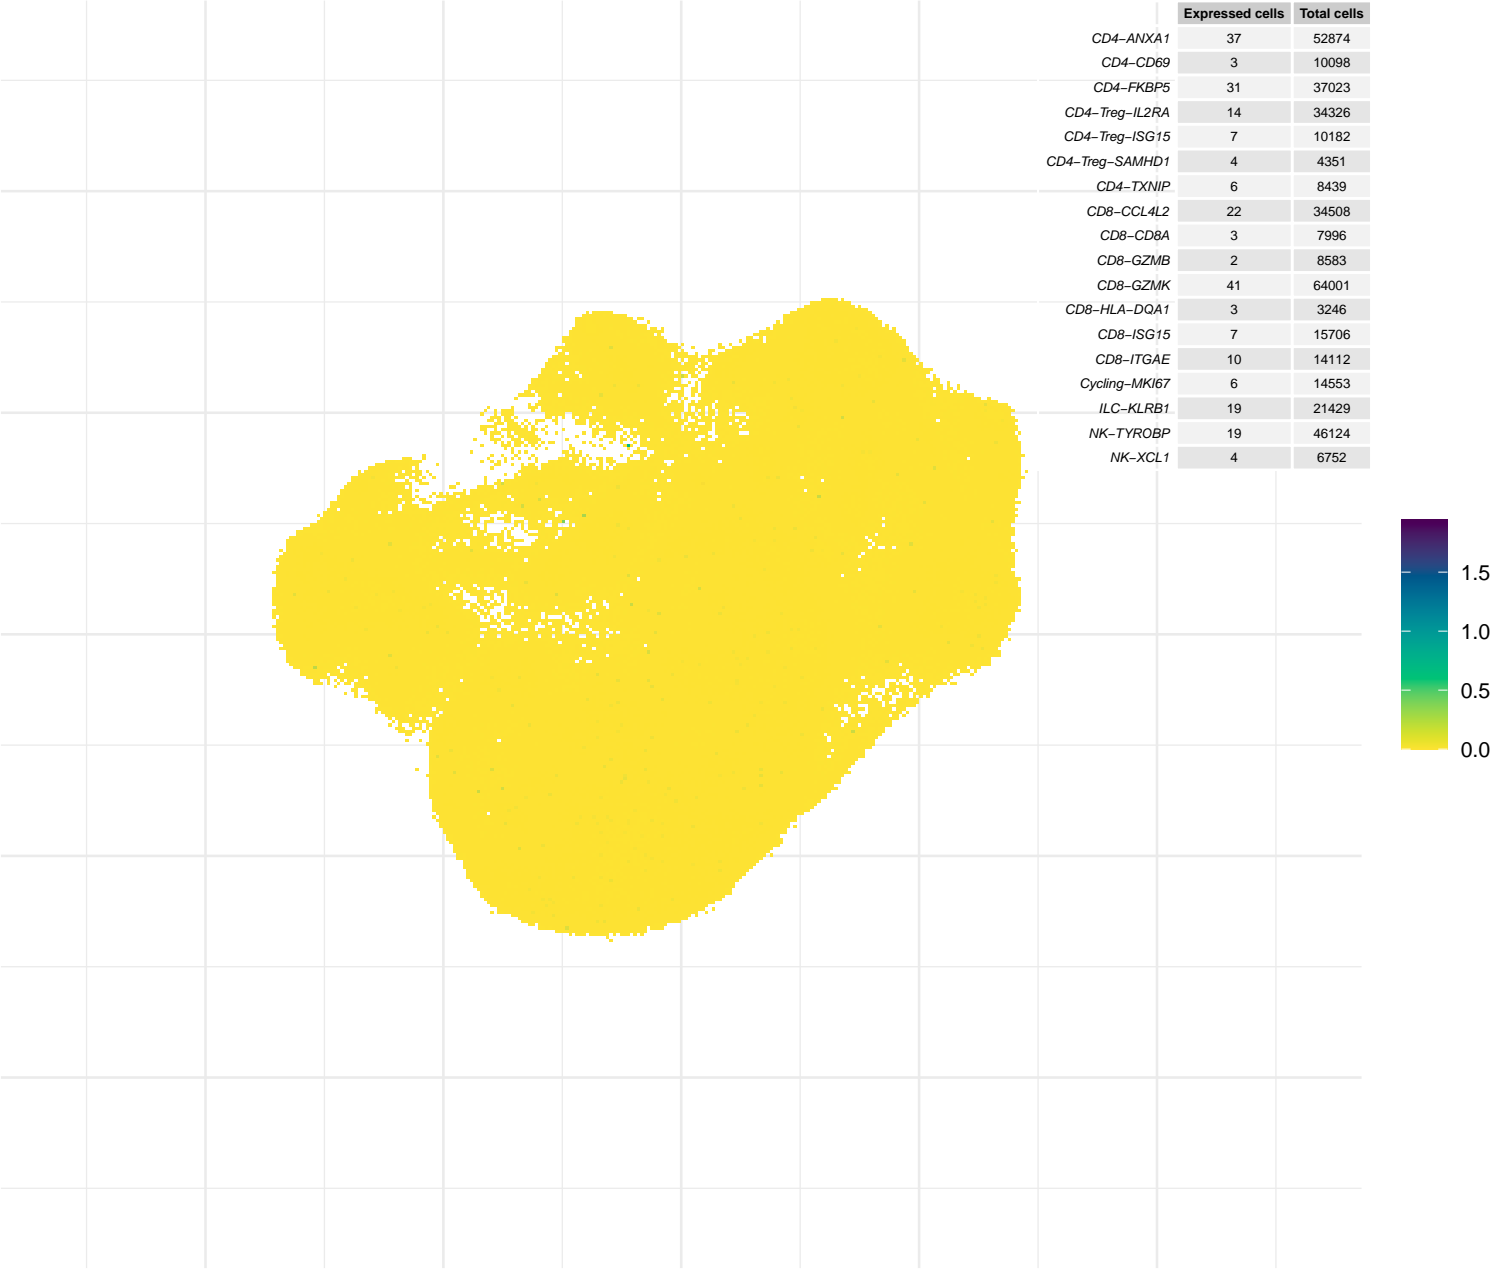 Expressed cells Total cells
CD4−ANXA1 37 52874
CD4−CD69 3 10098
CD4−FKBP5 31 37023
CD4−Treg−IL2RA 14 34326
CD4−Treg−ISG15 7 10182
CD4−Treg−SAMHD1 4 4351
CD4−TXNIP 6 8439
CD8−CCL4L2 22 34508
CD8−CD8A 3 7996
CD8−GZMB 2 8583
CD8−GZMK 41 64001
CD8−HLA−DQA1 3 3246
CD8−ISG15 7 15706
CD8−ITGAE 10 14112
Cycling−MKI67 6 14553
ILC−KLRB1 19 21429
NK−TYROBP 19 46124
NK−XCL1 4 6752
1.5
1.0
0.5
0.0